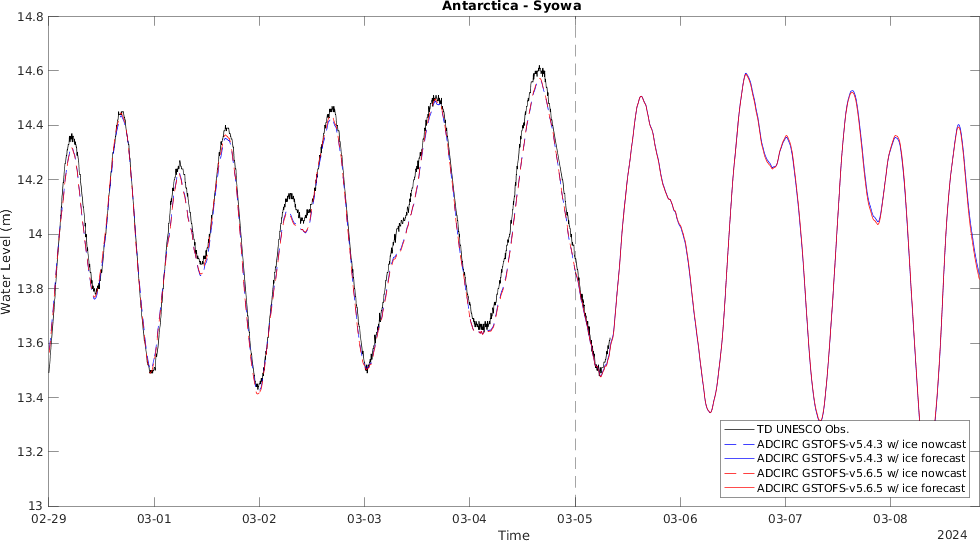 Antarctica - Syowa
14.8
14.6
14.4
14.2
14
13.8
13.6
13.4
13.2
13
Water Level (m)
TD UNESCO Obs.
ADCIRC GSTOFS-v5.4.3 w/ ice nowcast
ADCIRC GSTOFS-v5.4.3 w/ ice forecast
ADCIRC GSTOFS-v5.6.5 w/ ice nowcast
ADCIRC GSTOFS-v5.6.5 w/ ice forecast
02-29 03-01 03-02 03-03 03-04 03-05 03-06 03-07 03-08
Time
2024